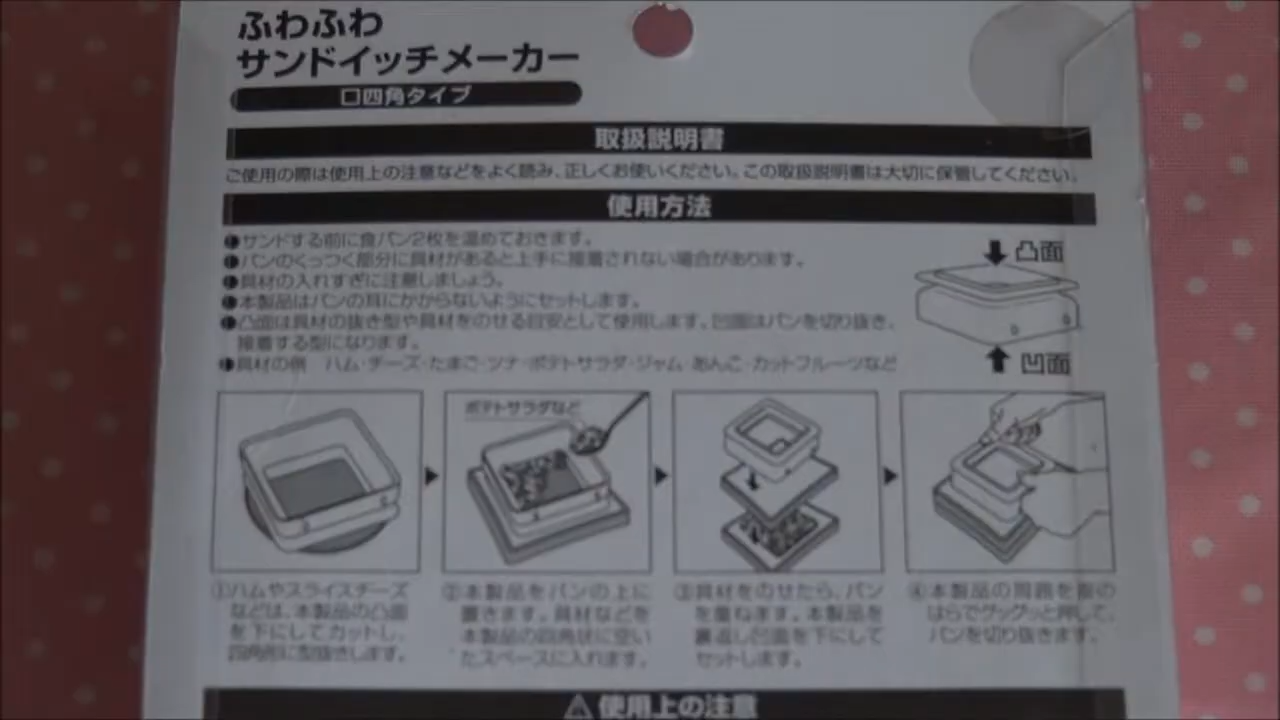 ふわふわ
サンドイッチメーカー
口四角タイプ
取扱説明書
ご使用の際は使用上の注意などをよく読み、正しくお使いください。この取扱説明書は大切に保管してください。
使用方法
●サンドする前に食パン2枚を温めておきます。
●パンのくっつく部分に具材があると上手に接着されない場合があります。
●具材の入れすぎに注意しましょう。
●本製品はパンの耳にかからないようにセットします。
●凸面は具材の抜き型や具材をのせる目安として使用します。凹面はパンを切り抜き、
接着する型になります。
●具材の例 ハム・チーズ・たまご・ツナ・ポテトサラダ・ジャム・あんこ・カットフルーツなど
凸面
凹面
ポテトサラダなど
①ハムやスライスチーズ
などは、本製品の凸面
を下にしてカットし、
四角形に型抜きします。
②本製品をパンの上に
置きます。具材などを
本製品の四角状に空い
たスペースに入れます。
③具材をのせたら、パン
を重ねます。本製品を
裏返し凹面を下にして
セットします。
④本製品の周囲を指の
はらでグッグッと押して、
パンを切り抜きます。
⚠使用上の注意